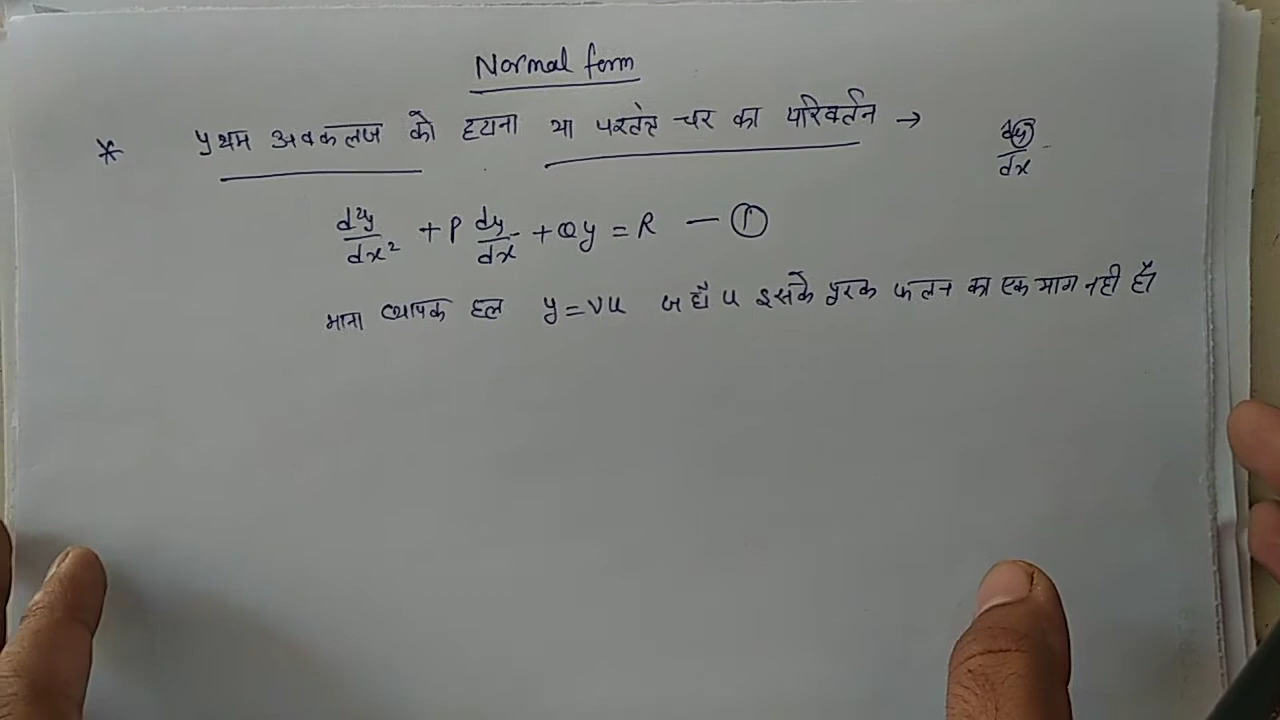 Normal form
* प्रथम अवकलज को हटाना या परतंत्र चर का परिवर्तन → dy/dx
d²y/dx² + P dy/dx + Qy = R — ①
माना व्यापक हल y = vu जहाँ u इसके पूरक फलन का एक भाग नही है।